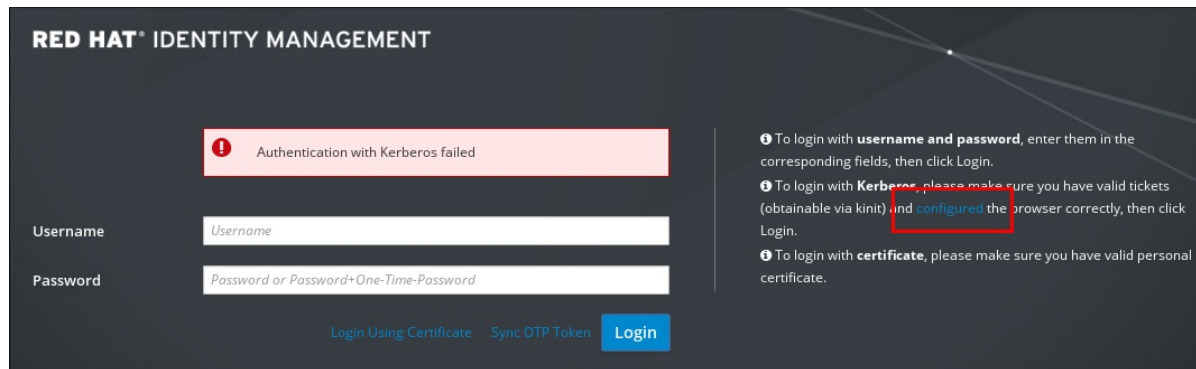 RED HAT® IDENTITY MANAGEMENT
Authentication with Kerberos failed
Username
Username
Password
Password or Password+One-Time-Password
Login Using Certificate Sync OTP Token Login
To login with username and password, enter them in the
corresponding fields, then click Login.
To login with Kerberos, please make sure you have valid tickets
(obtainable via kinit) and configured the browser correctly, then click
Login.
To login with certificate, please make sure you have valid personal
certificate.